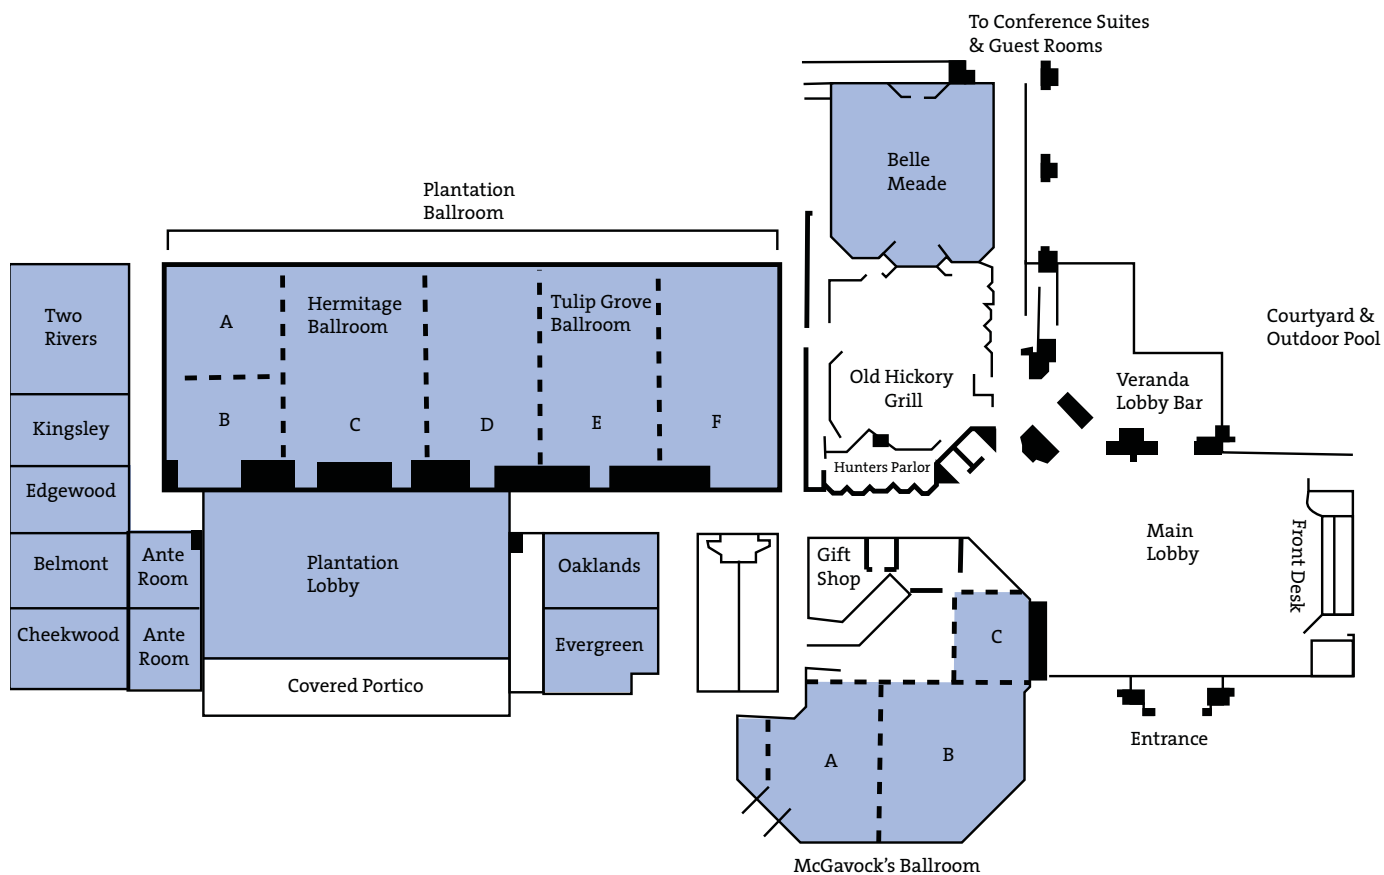 To Conference Suites
& Guest Rooms
Belle
Meade
Plantation
Ballroom
Two
Rivers
A
Hermitage
Ballroom
Tulip Grove
Ballroom
Courtyard &
Outdoor Pool
Old Hickory
Grill
Veranda
Lobby Bar
Kingsley
B
C
D
E
F
Hunters Parlor
Edgewood
Belmont
Ante
Room
Plantation
Lobby
Oaklands
Gift
Shop
Main
Lobby
Front Desk
Cheekwood
Ante
Room
Evergreen
C
Covered Portico
Entrance
A
B
McGavock's Ballroom